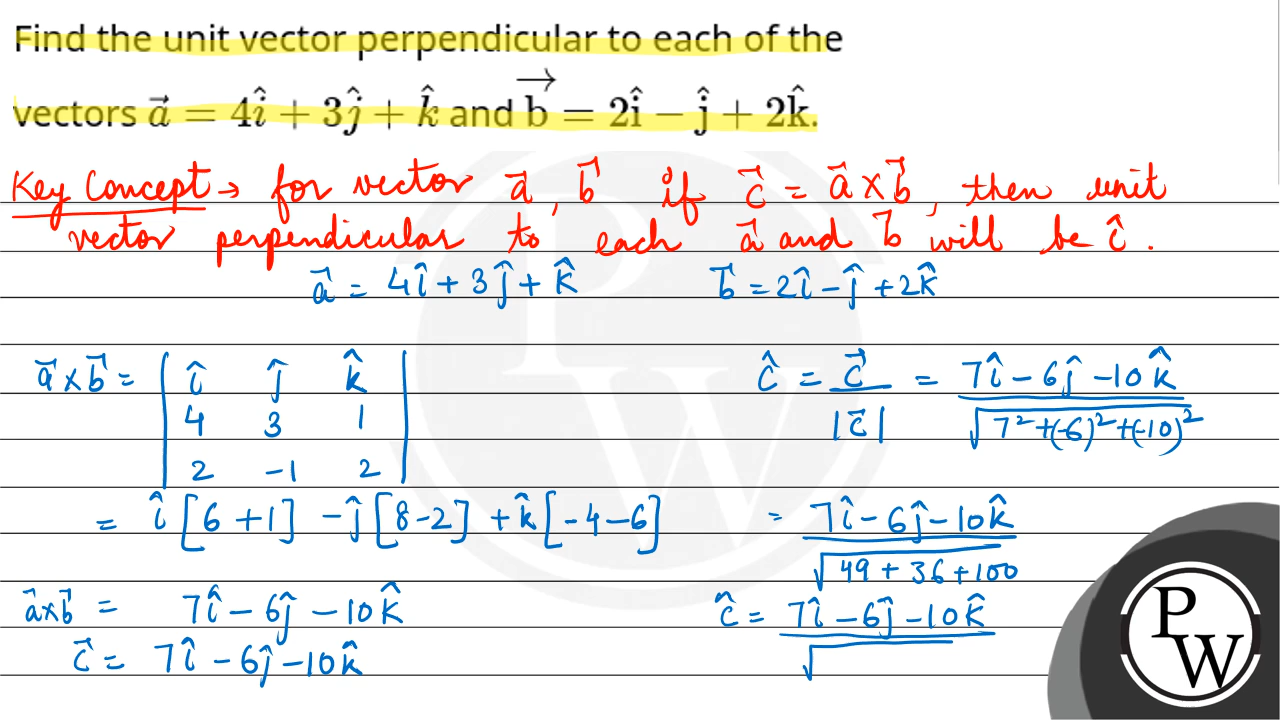 Find the unit vector perpendicular to each of the
vectors a⃗ = 4î + 3ĵ + k̂ and b⃗ = 2î − ĵ + 2k̂.
Key Concept → for vector a⃗, b⃗ if c⃗ = a⃗ × b⃗, then unit
vector perpendicular to each a⃗ and b⃗ will be ĉ.
a⃗ = 4î + 3ĵ + k̂ b⃗ = 2î − ĵ + 2k̂
a⃗ × b⃗ = | î ĵ k̂ |
| 4 3 1 |
| 2 −1 2 |
= î [6 + 1] − ĵ [8 − 2] + k̂ [−4 − 6]
a⃗×b⃗ = 7î − 6ĵ − 10k̂
c⃗ = 7î − 6ĵ − 10k̂
ĉ = c⃗ = 7î − 6ĵ − 10k̂
|c⃗| √7² + (−6)² + (−10)²
= 7î − 6ĵ − 10k̂
√49 + 36 + 100
ĉ = 7î − 6ĵ − 10k̂
√
P
W